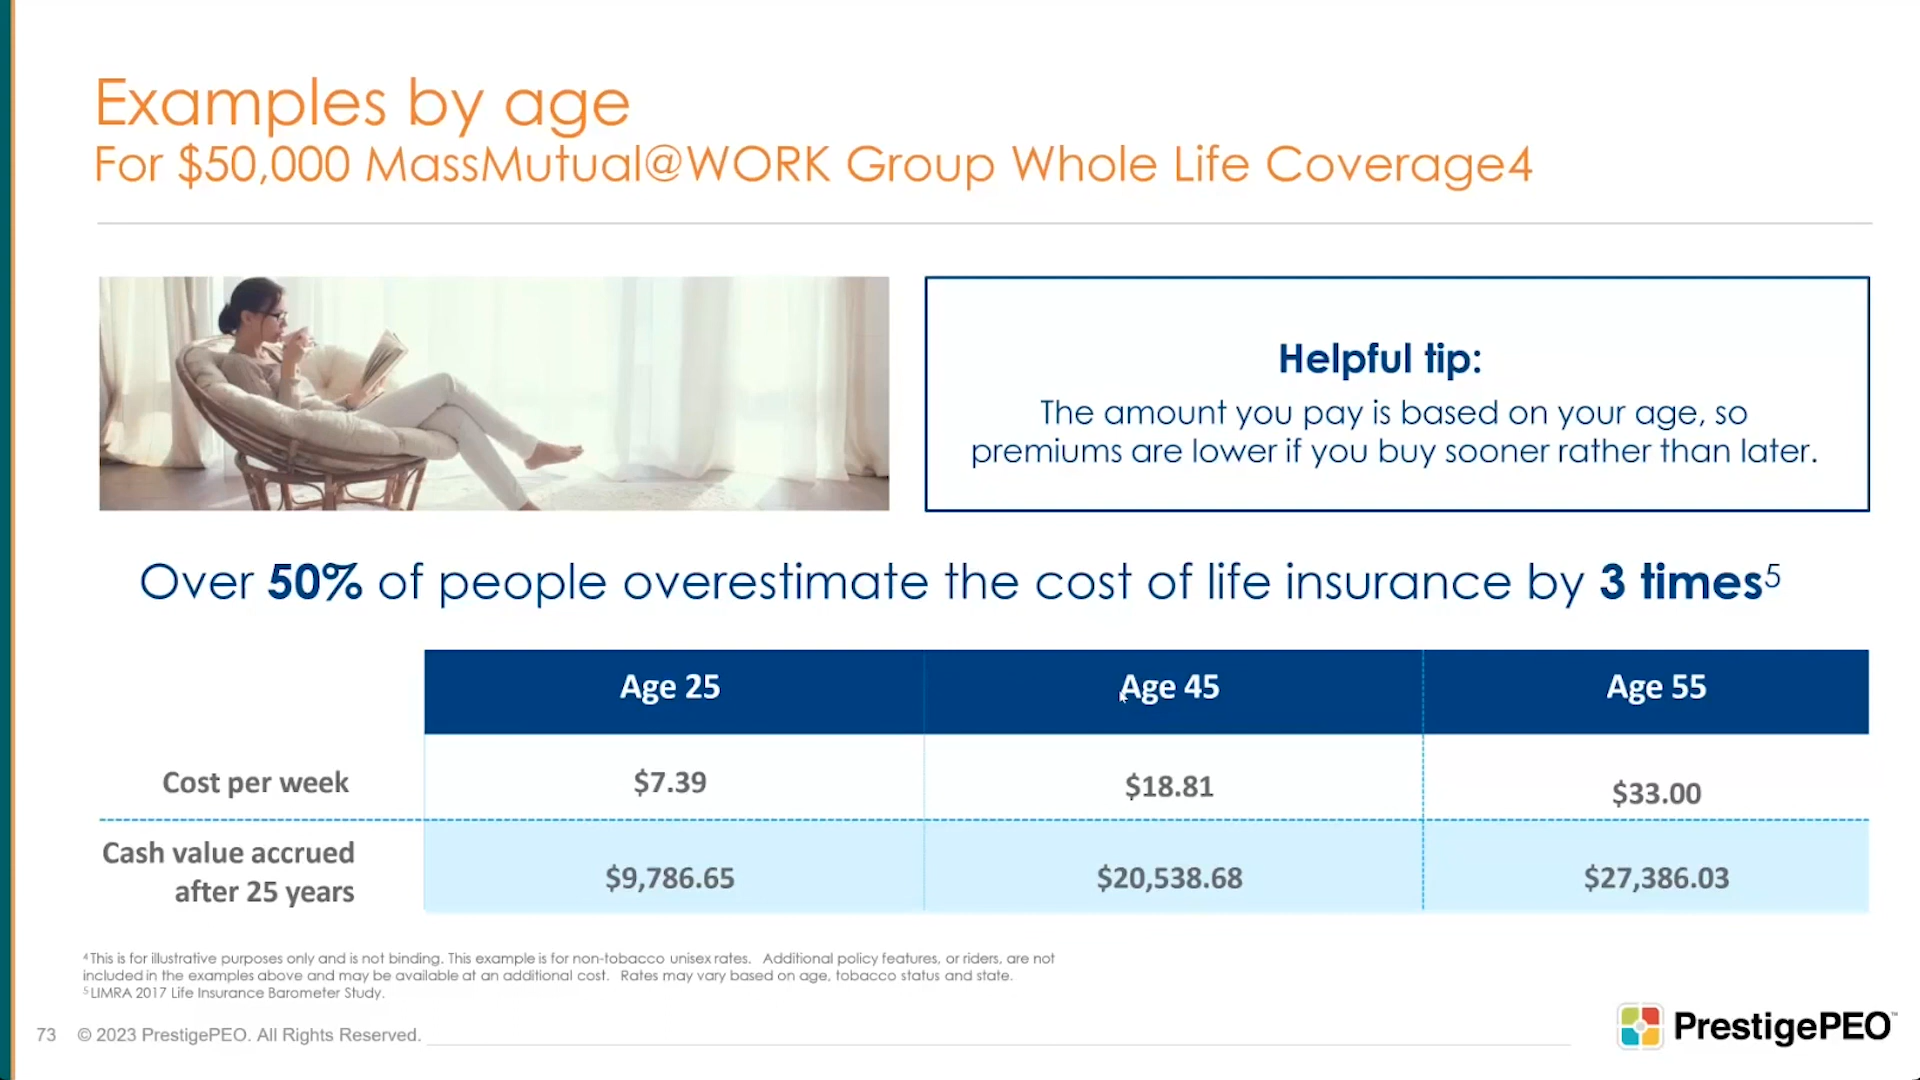 Examples by age
For $50,000 MassMutual@WORK Group Whole Life Coverage4
Helpful tip:
The amount you pay is based on your age, so
premiums are lower if you buy sooner rather than later.
Over 50% of people overestimate the cost of life insurance by 3 times5
Age 25 Age 45 Age 55
Cost per week $7.39 $18.81 $33.00
Cash value accrued
after 25 years $9,786.65 $20,538.68 $27,386.03
4 This is for illustrative purposes only and is not binding. This example is for non-tobacco unisex rates. Additional policy features, or riders, are not
included in the examples above and may be available at an additional cost. Rates may vary based on age, tobacco status and state.
5 LIMRA 2017 Life Insurance Barometer Study.
73 © 2023 PrestigePEO. All Rights Reserved.
PrestigePEO™